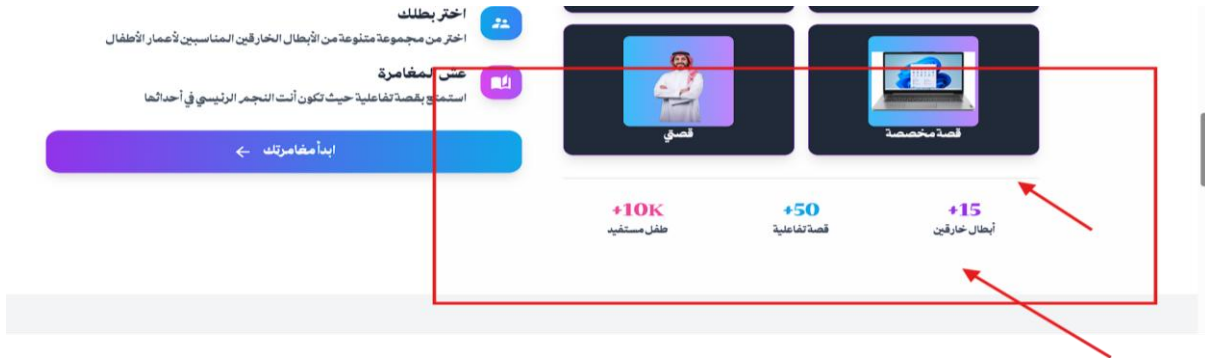 قصة مخصصة
قصتي
+15
أبطال خارقين
+50
قصة تفاعلية
+10K
طفل مستفيد
اختر بطلك
اختر من مجموعة متنوعة من الأبطال الخارقين المناسبين لأعمار الأطفال
عش المغامرة
استمتع بقصة تفاعلية حيث تكون أنت النجم الرئيسي في أحداثها
ابدأ مغامرتك ←